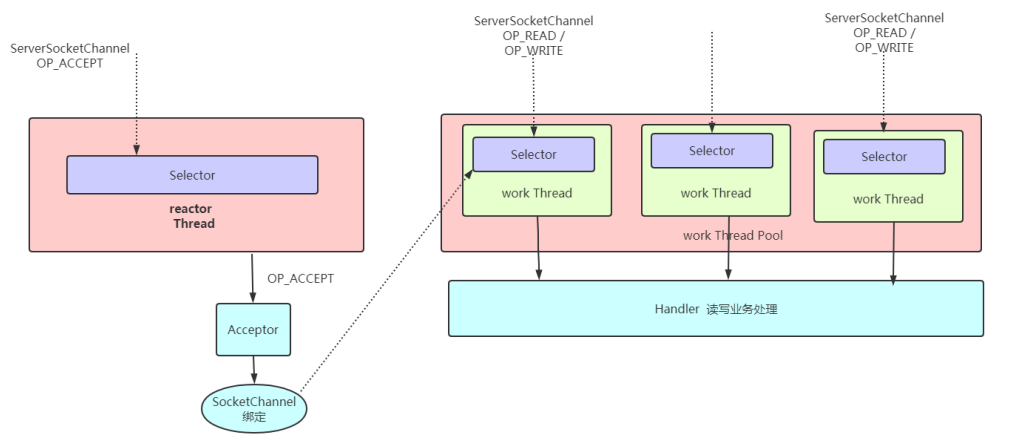 ServerSocketChannel
OP_ACCEPT
Selector
reactor
Thread
OP_ACCEPT
Acceptor
SocketChannel
绑定
ServerSocketChannel
OP_READ /
OP_WRITE
ServerSocketChannel
OP_READ /
OP_WRITE
Selector
work Thread
Selector
work Thread
Selector
work Thread
work Thread Pool
Handler 读写业务处理